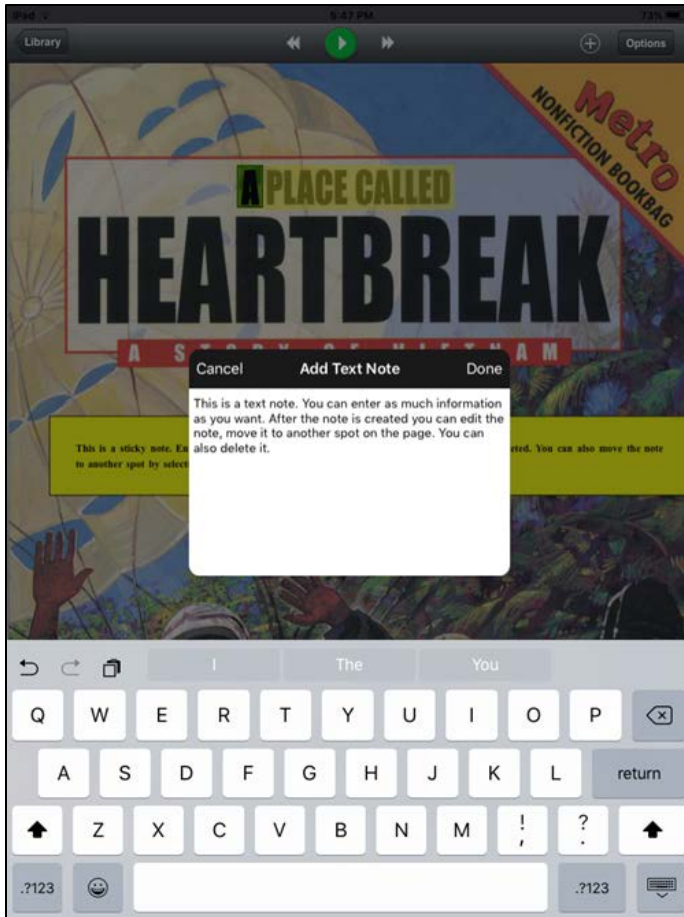 iPad 5:47 PM 73%
Library Options
Metro
NONFICTION BOOKBAG
A PLACE CALLED
HEARTBREAK
A STORY OF VIETNAM
Cancel Add Text Note Done
This is a text note. You can enter as much information
as you want. After the note is created you can edit the
note, move it to another spot on the page. You can
also delete it.
This is a sticky note. En rted. You can also move the note
to another spot by select
I The You
Q W E R T Y U I O P
A S D F G H J K L return
Z X C V B N M ! , ? .
.?123 .?123